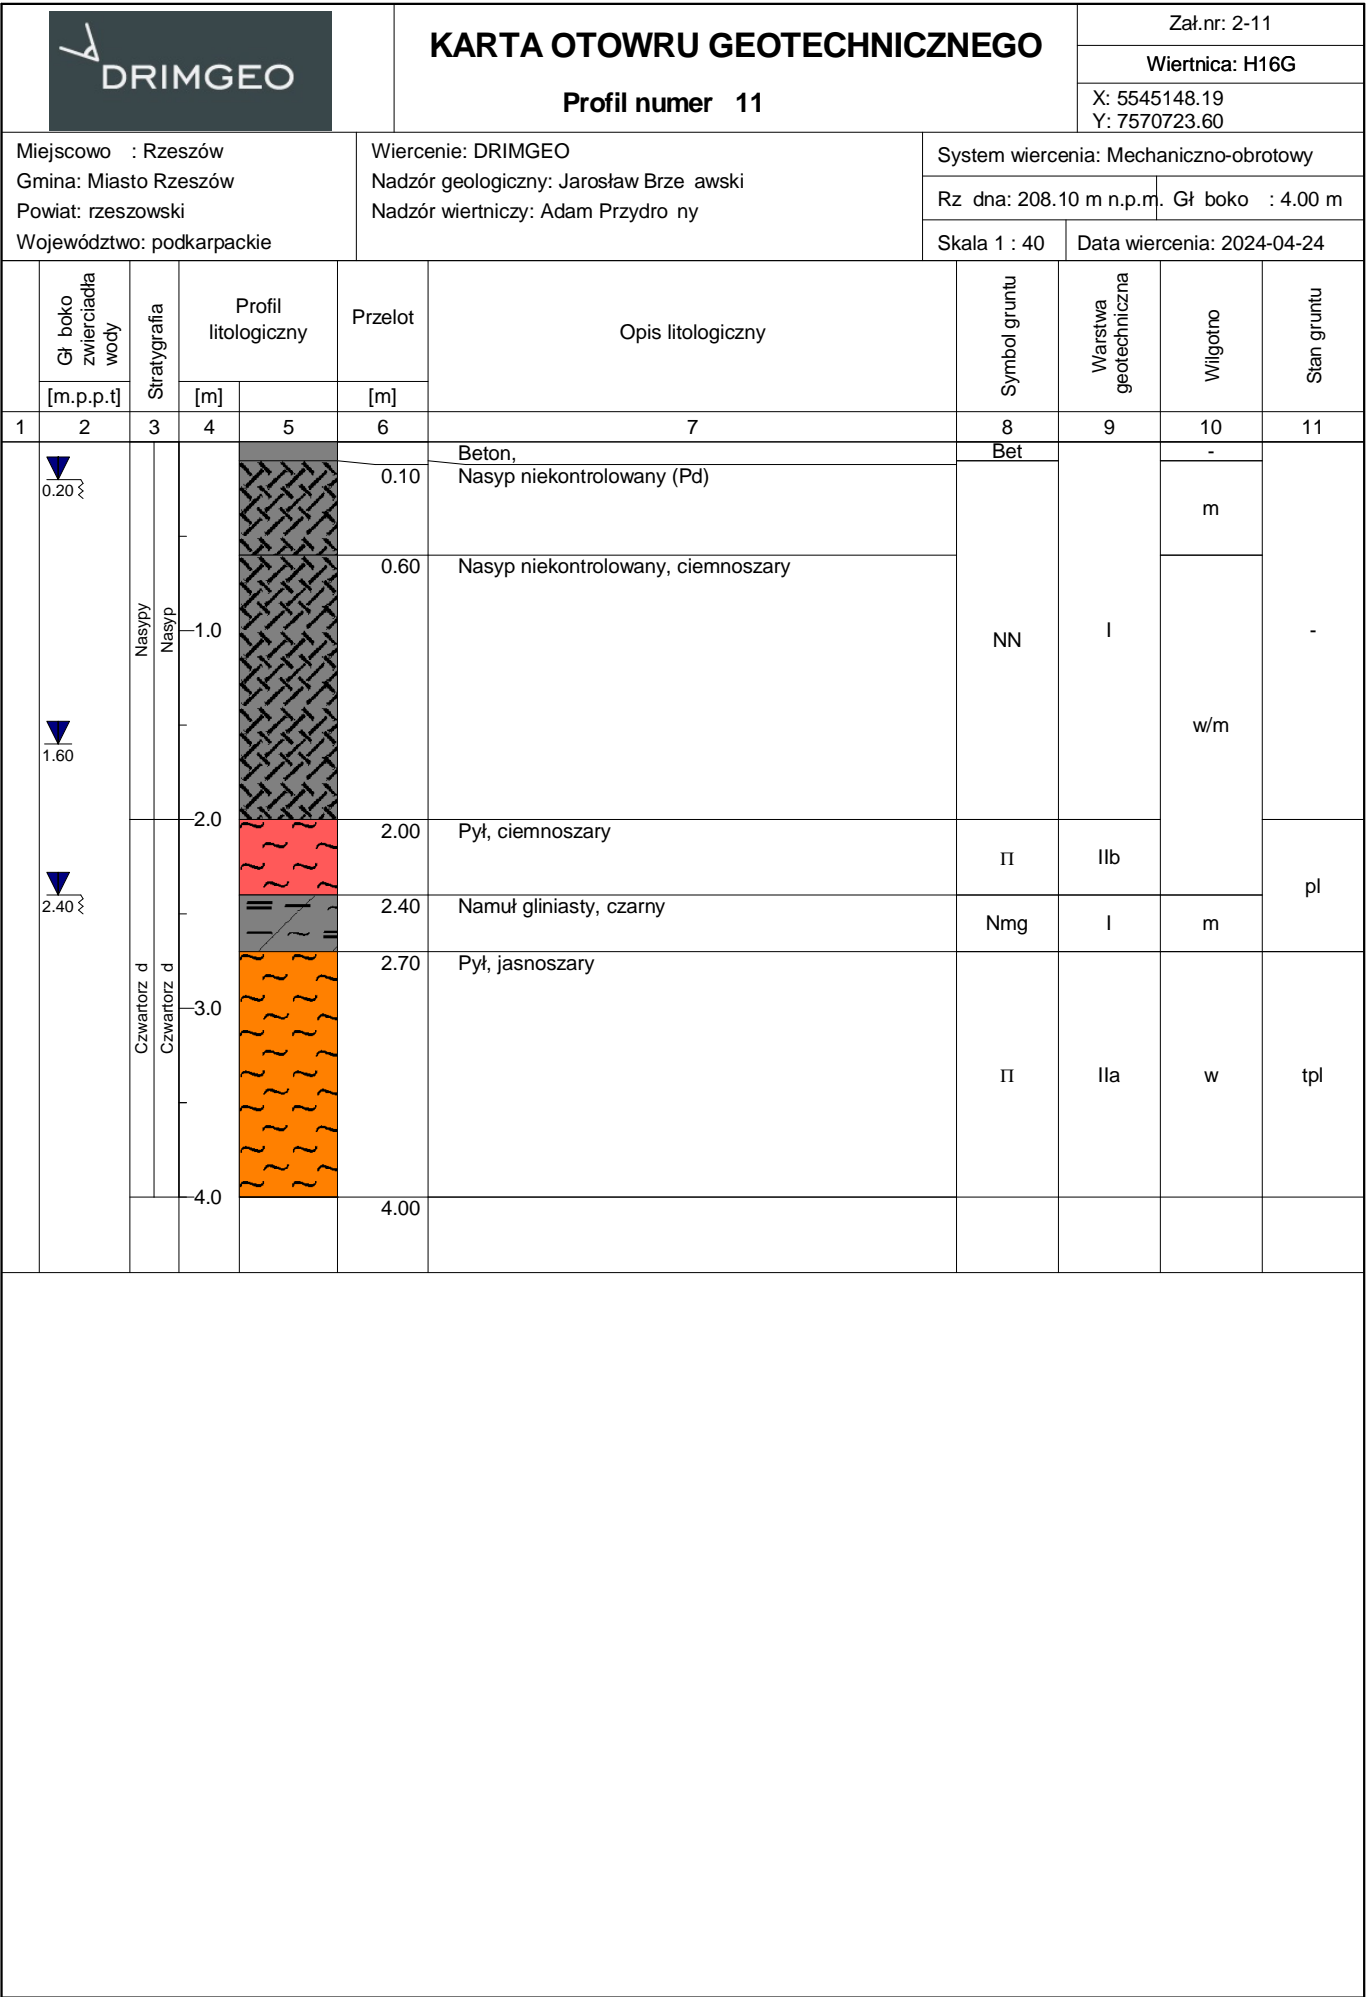 DRIMGEO
KARTA OTOWRU GEOTECHNICZNEGO
Profil numer 11
Zał.nr: 2-11
Wiertnica: H16G
X: 5545148.19
Y: 7570723.60
Miejscowo : Rzeszów
Gmina: Miasto Rzeszów
Powiat: rzeszowski
Województwo: podkarpackie
Wiercenie: DRIMGEO
Nadzór geologiczny: Jarosław Brze awski
Nadzór wiertniczy: Adam Przydro ny
System wiercenia: Mechaniczno-obrotowy
Rz dna: 208.10 m n.p.m. Gł boko : 4.00 m
Skala 1 : 40 Data wiercenia: 2024-04-24
Gł boko
zwierciadła
wody
[m.p.p.t]
Stratygrafia
Profil
litologiczny
[m]
Przelot
[m]
Opis litologiczny
Symbol gruntu
Warstwa
geotechniczna
Wilgotno
Stan gruntu
1 2 3 4 5 6 7 8 9 10 11
Beton, Bet -
0.20
0.10 Nasyp niekontrolowany (Pd)
m
0.60 Nasyp niekontrolowany, ciemnoszary
Nasypy
Nasyp
1.0
NN I -
w/m
1.60
2.0
2.00 Pył, ciemnoszary
Π IIb
pl
2.40
2.40 Namuł gliniasty, czarny
Nmg I m
2.70 Pył, jasnoszary
Czwartorz d
Czwartorz d
3.0
Π IIa w tpl
4.0
4.00